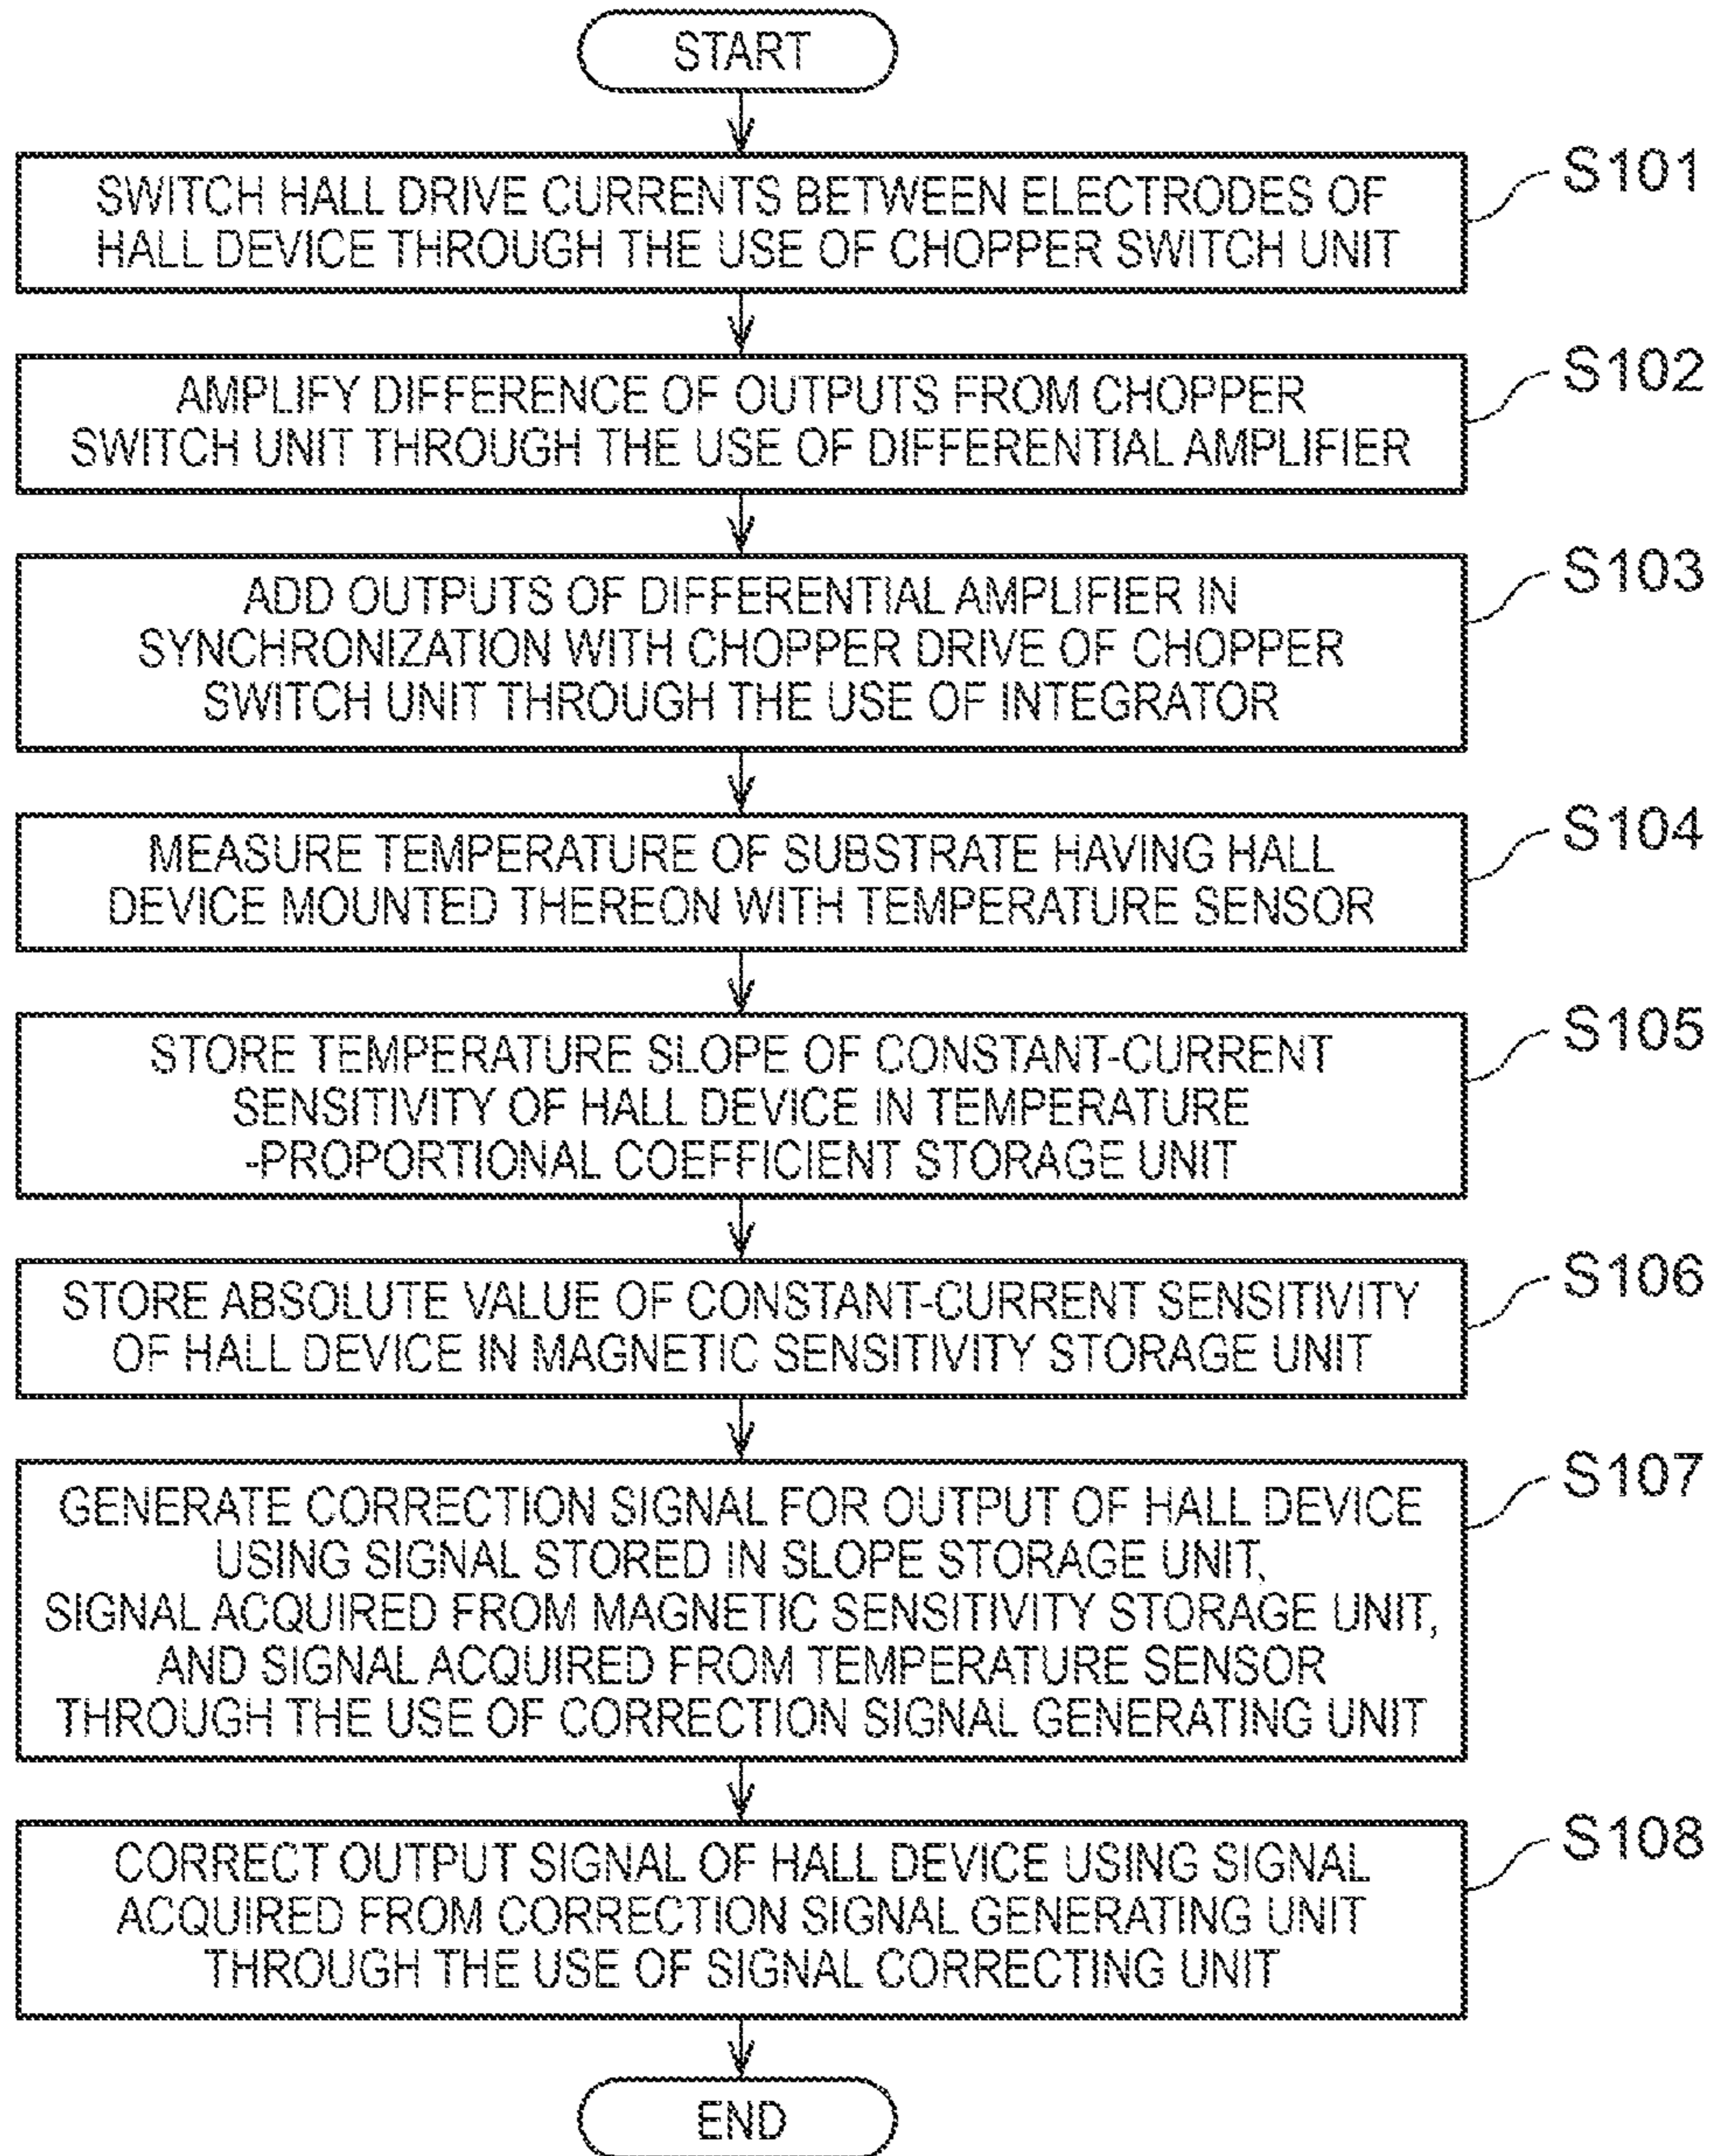 START
S101
SWITCH HALL DRIVE CURRENTS BETWEEN ELECTRODES OF
HALL DEVICE THROUGH THE USE OF CHOPPER SWITCH UNIT
S102
AMPLIFY DIFFERENCE OF OUTPUTS FROM CHOPPER
SWITCH UNIT THROUGH THE USE OF DIFFERENTIAL AMPLIFIER
S103
ADD OUTPUTS OF DIFFERENTIAL AMPLIFIER IN
SYNCHRONIZATION WITH CHOPPER DRIVE OF CHOPPER
SWITCH UNIT THROUGH THE USE OF INTEGRATOR
S104
MEASURE TEMPERATURE OF SUBSTRATE HAVING HALL
DEVICE MOUNTED THEREON WITH TEMPERATURE SENSOR
S105
STORE TEMPERATURE SLOPE OF CONSTANT-CURRENT
SENSITIVITY OF HALL DEVICE IN TEMPERATURE
-PROPORTIONAL COEFFICIENT STORAGE UNIT
S106
STORE ABSOLUTE VALUE OF CONSTANT-CURRENT SENSITIVITY
OF HALL DEVICE IN MAGNETIC SENSITIVITY STORAGE UNIT
S107
GENERATE CORRECTION SIGNAL FOR OUTPUT OF HALL DEVICE
USING SIGNAL STORED IN SLOPE STORAGE UNIT,
SIGNAL ACQUIRED FROM MAGNETIC SENSITIVITY STORAGE UNIT,
AND SIGNAL ACQUIRED FROM TEMPERATURE SENSOR
THROUGH THE USE OF CORRECTION SIGNAL GENERATING UNIT
S108
CORRECT OUTPUT SIGNAL OF HALL DEVICE USING SIGNAL
ACQUIRED FROM CORRECTION SIGNAL GENERATING UNIT
THROUGH THE USE OF SIGNAL CORRECTING UNIT
END